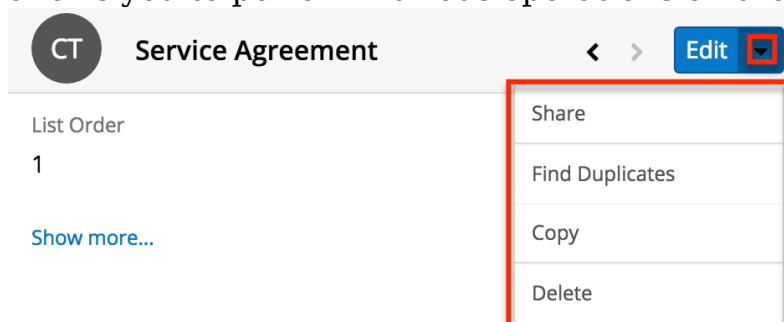 CT
Service Agreement
Edit
List Order
1
Show more...
Share
Find Duplicates
Copy
Delete